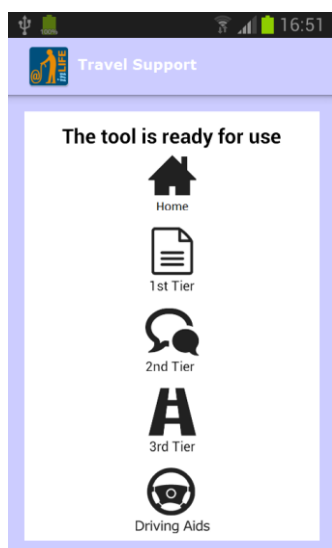 16:51
@ inLIFE
Travel Support
The tool is ready for use
Home
1st Tier
2nd Tier
3rd Tier
Driving Aids